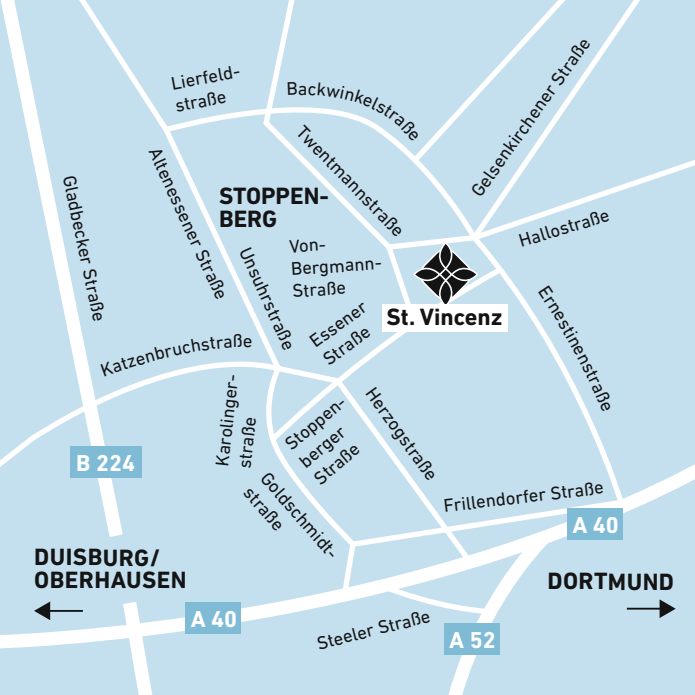 Lierfeld-
straße
Backwinkelstraße
Gelsenkirchener Straße
Twentmannstraße
Altenessener Straße
Gladbecker Straße
STOPPEN-
BERG
Hallostraße
Von-
Bergmann-
Straße
Unsuhrstraße
Essener
Straße
St. Vincenz
Ernestinenstraße
Katzenbruchstraße
Karolinger-
straße
Stoppen-
berger
Straße
Herzogstraße
B 224
Goldschmidt-
straße
Frillendorfer Straße
A 40
DUISBURG/
OBERHAUSEN
DORTMUND
A 40
Steeler Straße
A 52